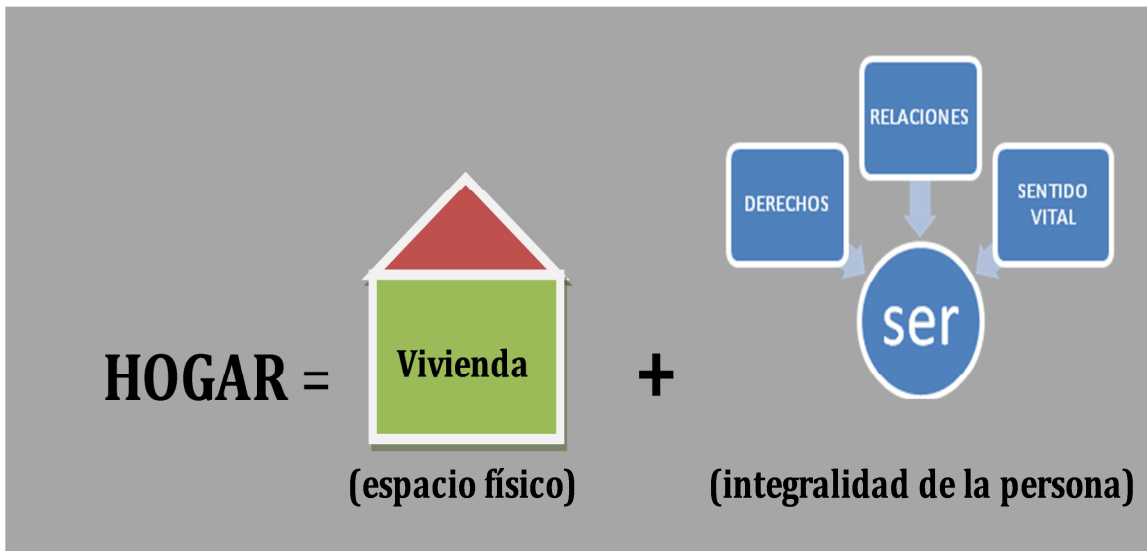 RELACIONES
DERECHOS
SENTIDO
VITAL
ser
HOGAR = Vivienda +
(espacio físico)
(integralidad de la persona)